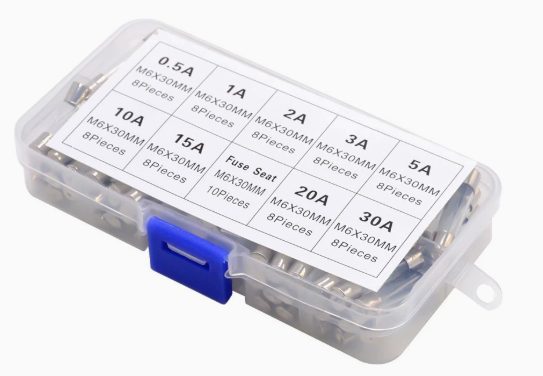 0.5A
M6X30MM
8Pieces
1A
M6X30MM
8Pieces
2A
M6X30MM
8Pieces
3A
M6X30MM
8Pieces
5A
M6X30MM
8Pieces
10A
M6X30MM
8Pieces
15A
M6X30MM
8Pieces
Fuse Seat
M6X30MM
10Pieces
20A
M6X30MM
8Pieces
30A
M6X30MM
8Pieces